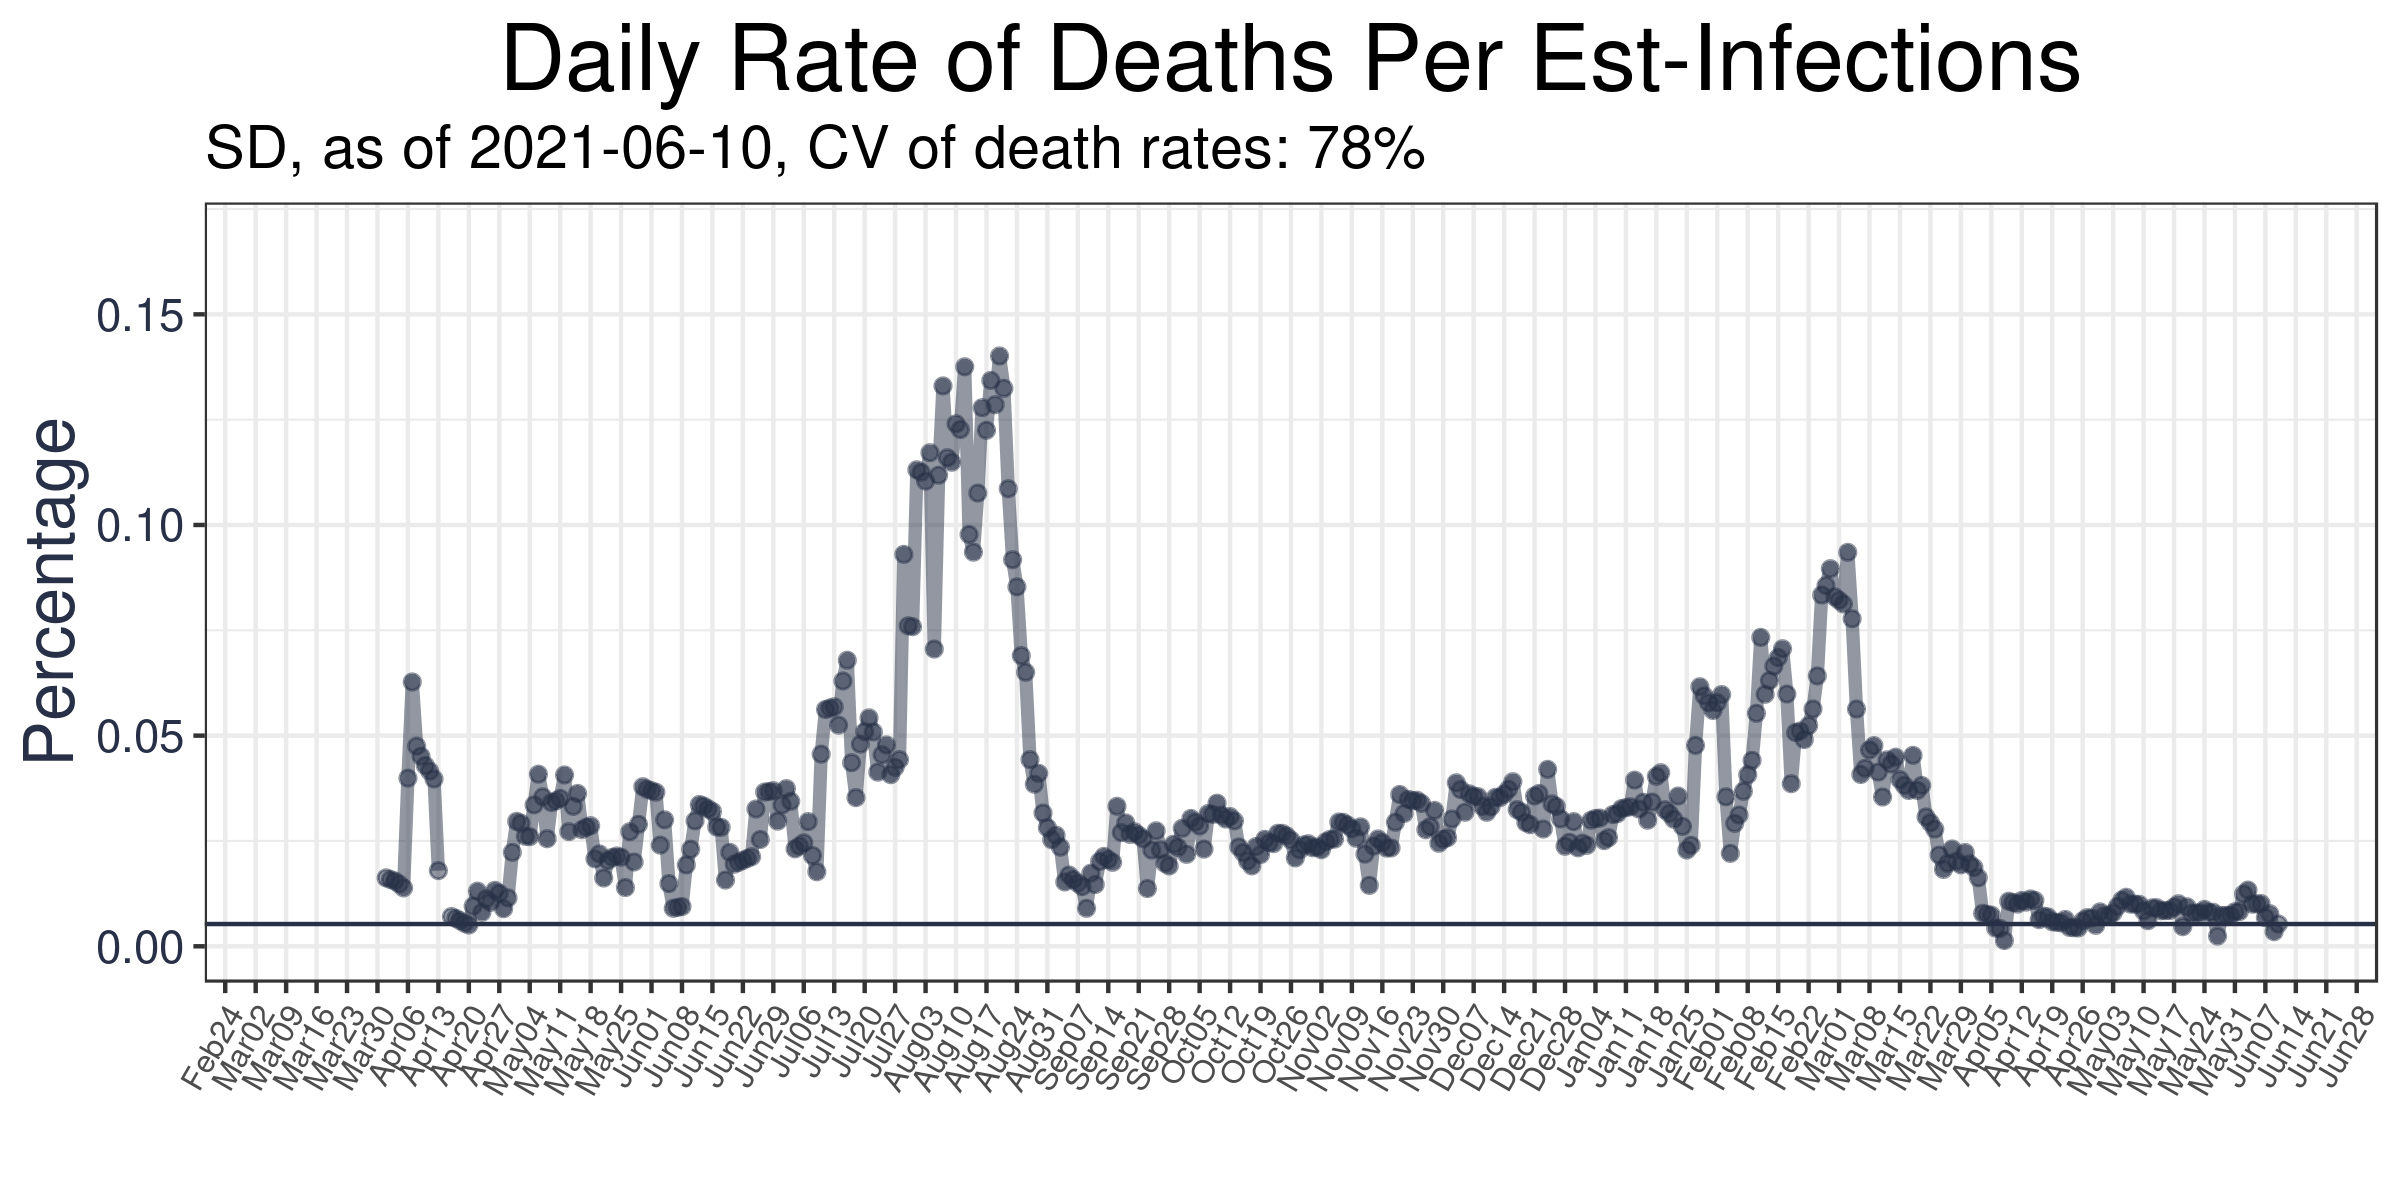 Daily Rate of Deaths Per Est-Infections
SD, as of 2021-06-10, CV of death rates: 78%
Percentage
0.15
0.10
0.05
0.00
Feb24
Mar02
Mar09
Mar16
Mar23
Mar30
Apr06
Apr13
Apr20
Apr27
May04
May11
May18
May25
Jun01
Jun08
Jun15
Jun22
Jun29
Jul06
Jul13
Jul20
Jul27
Aug03
Aug10
Aug17
Aug24
Aug31
Sep07
Sep14
Sep21
Sep28
Oct05
Oct12
Oct19
Oct26
Nov02
Nov09
Nov16
Nov23
Nov30
Dec07
Dec14
Dec21
Dec28
Jan04
Jan11
Jan18
Jan25
Feb01
Feb08
Feb15
Feb22
Mar01
Mar08
Mar15
Mar22
Mar29
Apr05
Apr12
Apr19
Apr26
May03
May10
May17
May24
May31
Jun07
Jun14
Jun21
Jun28